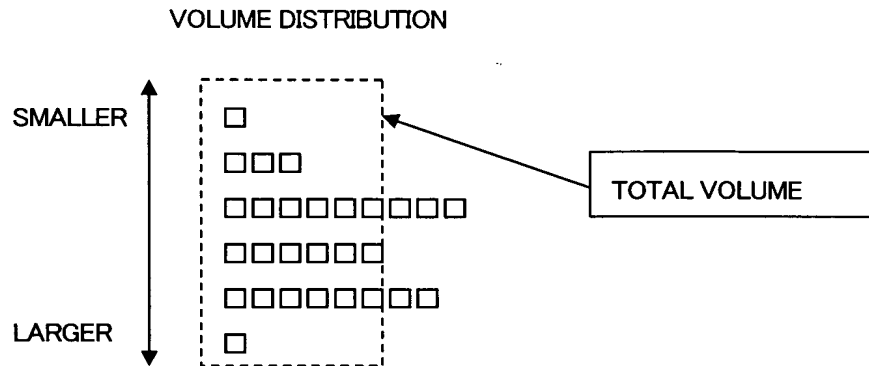 VOLUME DISTRIBUTION
SMALLER
TOTAL VOLUME
LARGER